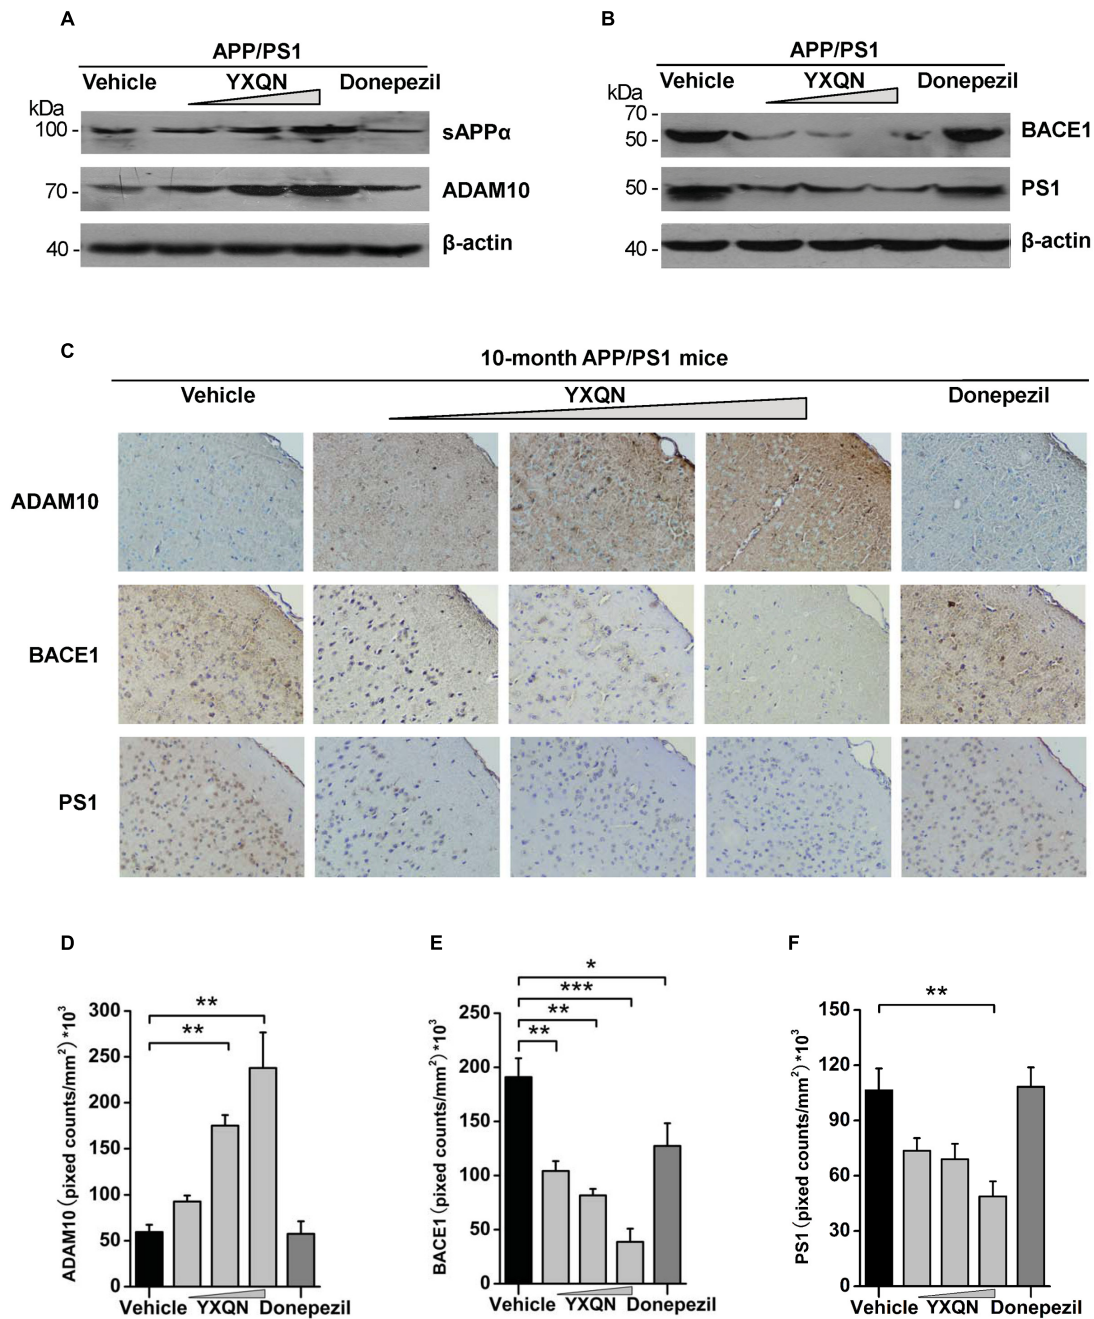 A
APP/PS1
Vehicle YXQN Donepezil
kDa
100 - sAPPα
70 - ADAM10
40 - β-actin
B
APP/PS1
Vehicle YXQN Donepezil
kDa
70 -
50 - BACE1
50 - PS1
40 - β-actin
C
10-month APP/PS1 mice
Vehicle YXQN Donepezil
ADAM10
BACE1
PS1
D
ADAM10 (pixed counts/mm²) *10³
300
250
200
150
100
50
0
**
**
Vehicle YXQN Donepezil
E
BACE1 (pixed counts/mm²) *10³
250
200
150
100
50
0
*
***
**
**
Vehicle YXQN Donepezil
F
PS1 (pixed counts/mm²) *10³
150
120
90
60
30
0
**
Vehicle YXQN Donepezil